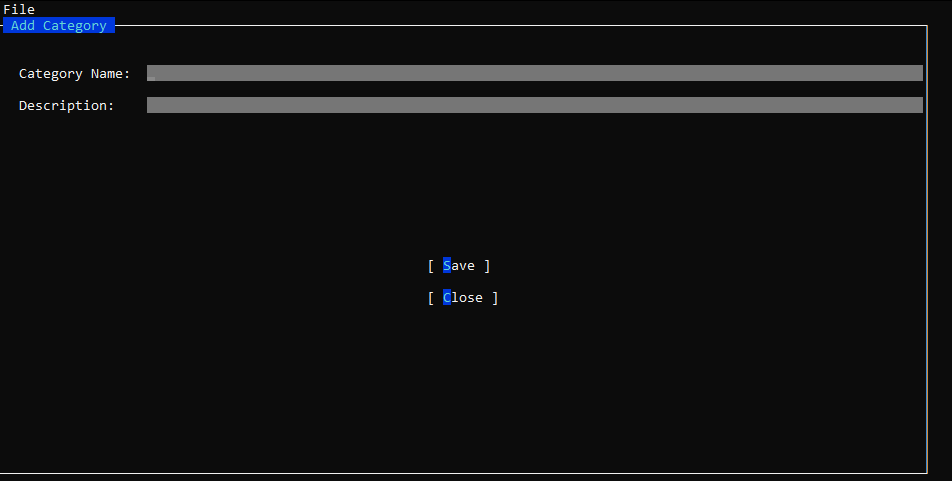 File
Add Category
Category Name:
Description:
[ Save ]
[ Close ]